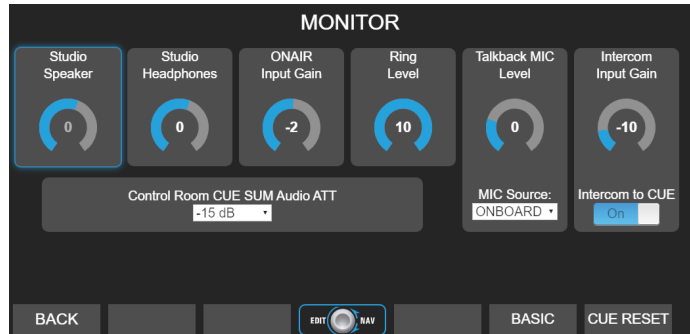 MONITOR
Studio
Speaker
0
Studio
Headphones
0
ONAIR
Input Gain
-2
Ring
Level
10
Talkback MIC
Level
0
MIC Source:
ONBOARD
Intercom
Input Gain
-10
Intercom to CUE
On
Control Room CUE SUM Audio ATT
-15 dB
BACK
EDIT NAV
BASIC
CUE RESET